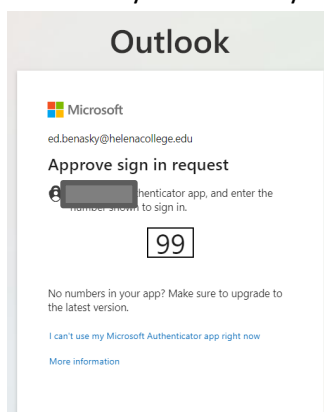 Outlook
Microsoft
ed.benasky@helenacollege.edu
Approve sign in request
henticator app, and enter the
number shown to sign in.
99
No numbers in your app? Make sure to upgrade to
the latest version.
I can't use my Microsoft Authenticator app right now
More information